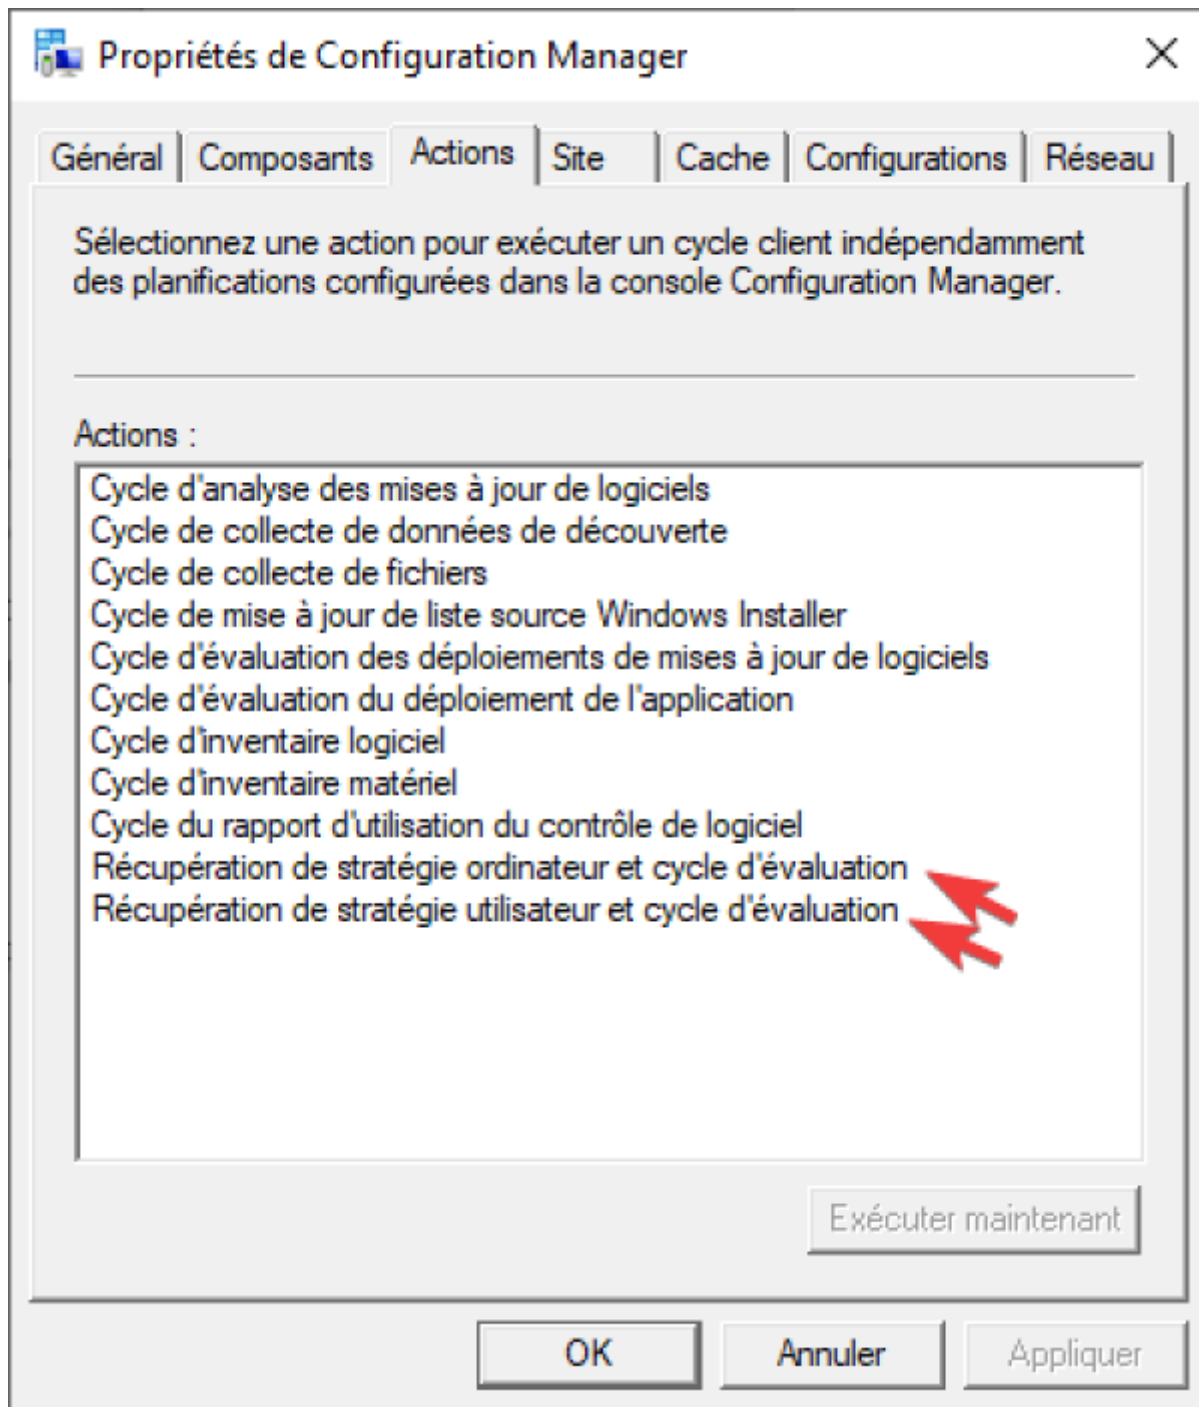 Propriétés de Configuration Manager
Général Composants Actions Site Cache Configurations Réseau
Sélectionnez une action pour exécuter un cycle client indépendamment
des planifications configurées dans la console Configuration Manager.
Actions :
Cycle d'analyse des mises à jour de logiciels
Cycle de collecte de données de découverte
Cycle de collecte de fichiers
Cycle de mise à jour de liste source Windows Installer
Cycle d'évaluation des déploiements de mises à jour de logiciels
Cycle d'évaluation du déploiement de l'application
Cycle d'inventaire logiciel
Cycle d'inventaire matériel
Cycle du rapport d'utilisation du contrôle de logiciel
Récupération de stratégie ordinateur et cycle d'évaluation
Récupération de stratégie utilisateur et cycle d'évaluation
Exécuter maintenant
OK Annuler Appliquer